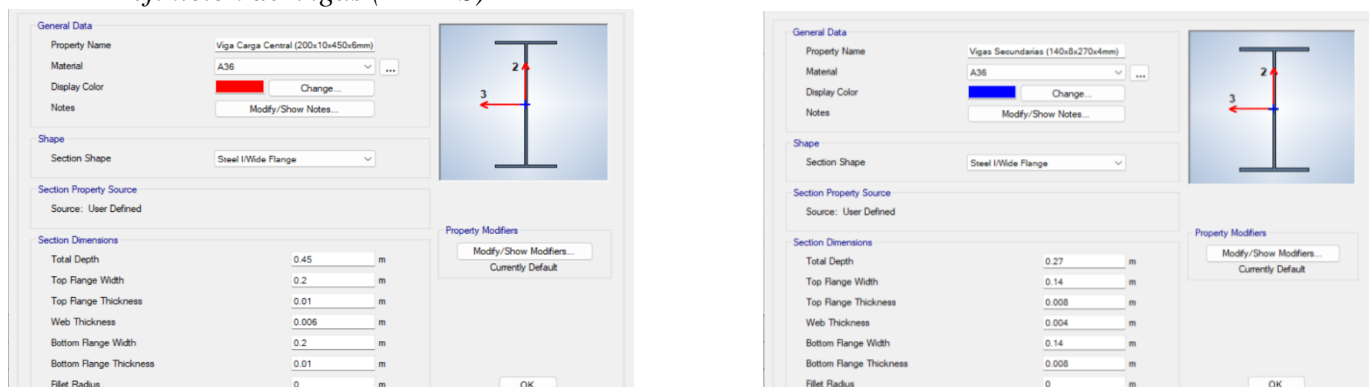 General Data
Property Name Viga Carga Central (200x10x450x6mm)
Material A36 ...
Display Color Change...
Notes Modify/Show Notes...
2
3
Shape
Section Shape Steel I/Wide Flange
Section Property Source
Source: User Defined
Section Dimensions
Total Depth 0.45 m
Top Flange Width 0.2 m
Top Flange Thickness 0.01 m
Web Thickness 0.006 m
Bottom Flange Width 0.2 m
Bottom Flange Thickness 0.01 m
Fillet Radius 0 m
Property Modifiers
Modify/Show Modifiers...
Currently Default
OK
General Data
Property Name Vigas Secundarias (140x8x270x4mm)
Material A36 ...
Display Color Change...
Notes Modify/Show Notes...
2
3
Shape
Section Shape Steel I/Wide Flange
Section Property Source
Source: User Defined
Section Dimensions
Total Depth 0.27 m
Top Flange Width 0.14 m
Top Flange Thickness 0.008 m
Web Thickness 0.004 m
Bottom Flange Width 0.14 m
Bottom Flange Thickness 0.008 m
Fillet Radius 0 m
Property Modifiers
Modify/Show Modifiers...
Currently Default
OK